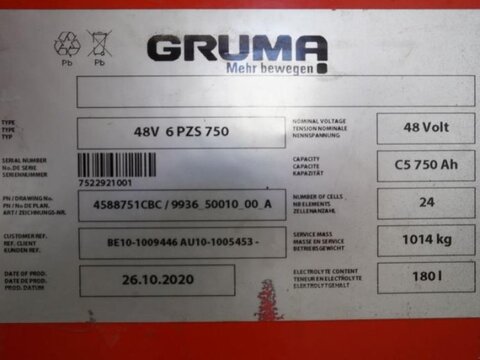 Pb
Pb
GRUMA
Mehr bewegen
TYPE
TYPE
TYP
48V 6 PZS 750
NOMINAL VOLTAGE
TENSION NOMINALE
NENNSPANNUNG
48 Volt
SERIAL NUMBER
No.DE SERIE
SERIENNUMMER
7522921001
CAPACITY
CAPACITE
KAPAZITÄT
C5 750 Ah
PN / DRAWING No.
PN / No DE PLAN.
ART / ZEICHNUNGS-NR.
4588751CBC / 9936_50010_00_A
NUMBER OF CELLS
NB ELEMENTS
ZELLENANZAHL
24
CUSTOMER REF.
REF. CLIENT
KUNDEN REF.
BE10-1009446 AU10-1005453 -
SERVICE MASS
MASSE EN SERVICE
BETRIEBSGEWICHT
1014 kg
DATE OF PROD.
DATE DE PROD.
PROD. DATUM
26.10.2020
ELECTROLYTE CONTENT
TENEUR EN ELECTROLYTE
ELEKTROLYTGEHALT
180 l